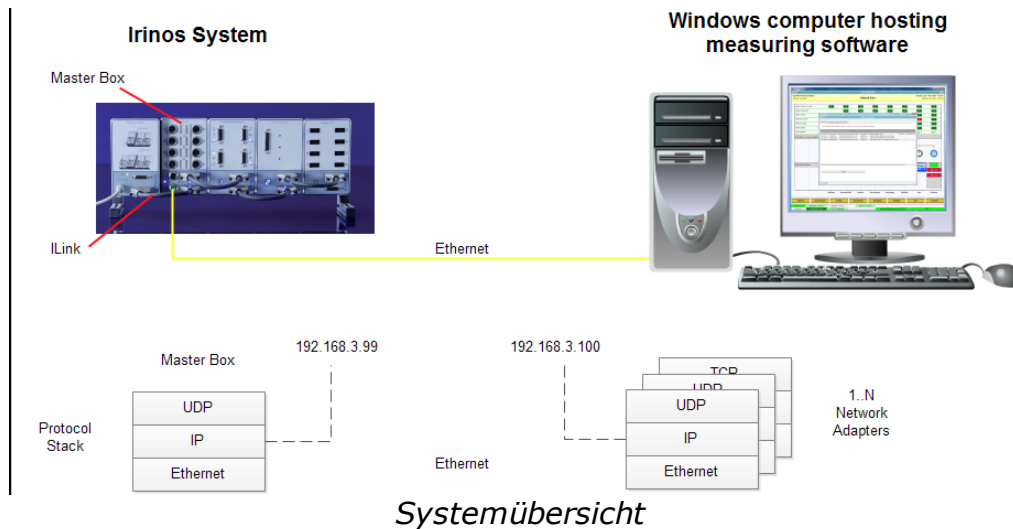 Irinos System
Windows computer hosting
measuring software
Master Box
ILink
Ethernet
192.168.3.99
192.168.3.100
Master Box
TCP
UDP
UDP
UDP
1..N
Network
Adapters
Protocol
Stack
IP
IP
Ethernet
Ethernet
Ethernet
Systemübersicht